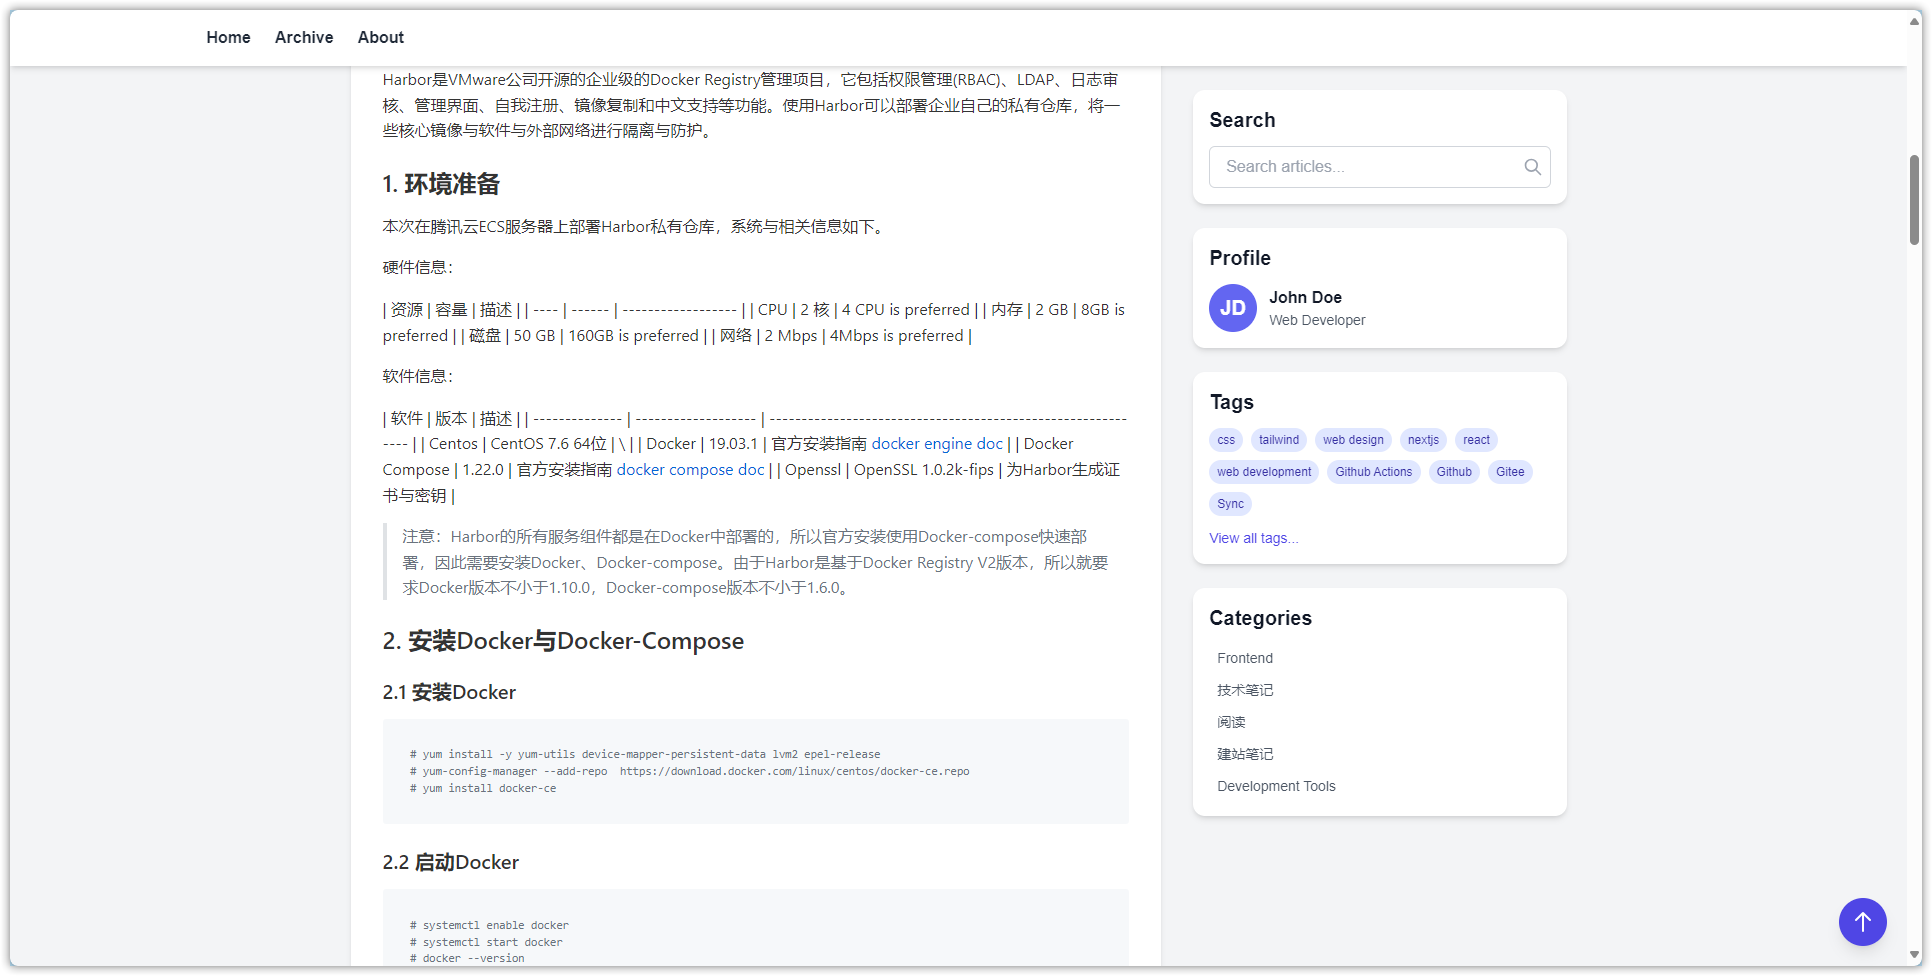 Home Archive About
Harbor是VMware公司开源的企业级的Docker Registry管理项目，它包括权限管理(RBAC)、LDAP、日志审
核、管理界面、自我注册、镜像复制和中文支持等功能。使用Harbor可以部署企业自己的私有仓库，将一
些核心镜像与软件与外部网络进行隔离与防护。
1. 环境准备
本次在腾讯云ECS服务器上部署Harbor私有仓库，系统与相关信息如下。
硬件信息：
| 资源 | 容量 | 描述 | | ---- | ------ | ------------------ | | CPU | 2 核 | 4 CPU is preferred | | 内存 | 2 GB | 8GB is
preferred | | 磁盘 | 50 GB | 160GB is preferred | | 网络 | 2 Mbps | 4Mbps is preferred |
软件信息：
| 软件 | 版本 | 描述 | | -------------- | ------------------- | --------------------------------------------------------
---- | | Centos | CentOS 7.6 64位 | \ | | Docker | 19.03.1 | 官方安装指南 docker engine doc | | Docker
Compose | 1.22.0 | 官方安装指南 docker compose doc | | Openssl | OpenSSL 1.0.2k-fips | 为Harbor生成证
书与密钥 |
注意：Harbor的所有服务组件都是在Docker中部署的，所以官方安装使用Docker-compose快速部
署，因此需要安装Docker、Docker-compose。由于Harbor是基于Docker Registry V2版本，所以就要
求Docker版本不小于1.10.0，Docker-compose版本不小于1.6.0。
2. 安装Docker与Docker-Compose
2.1 安装Docker
# yum install -y yum-utils device-mapper-persistent-data lvm2 epel-release
# yum-config-manager --add-repo  https://download.docker.com/linux/centos/docker-ce.repo
# yum install docker-ce
2.2 启动Docker
# systemctl enable docker
# systemctl start docker
# docker --version
Search
Search articles...
Profile
JD
John Doe
Web Developer
Tags
css tailwind web design nextjs react
web development Github Actions Github Gitee
Sync
View all tags...
Categories
Frontend
技术笔记
阅读
建站笔记
Development Tools